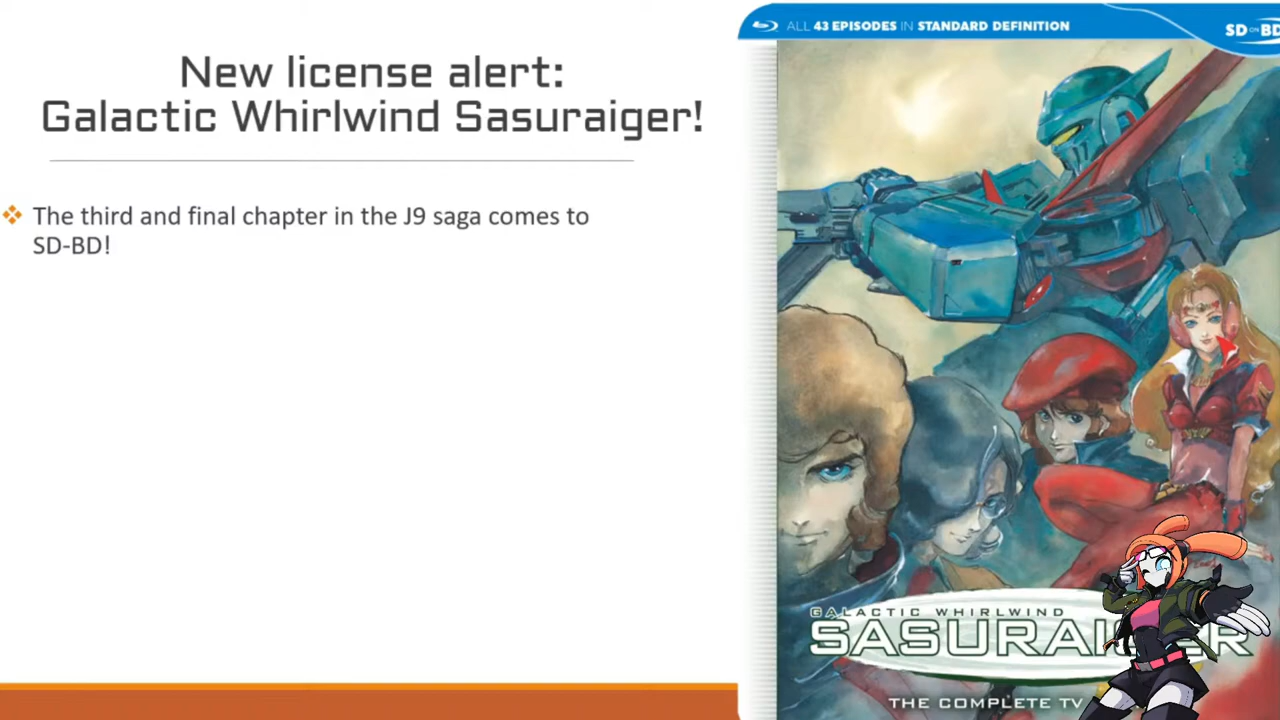 New license alert:
Galactic Whirlwind Sasuraiger!
The third and final chapter in the J9 saga comes to
SD-BD!
ALL 43 EPISODES IN STANDARD DEFINITION
SD ON BD
GALACTIC WHIRLWIND
SASURAIGER
THE COMPLETE TV